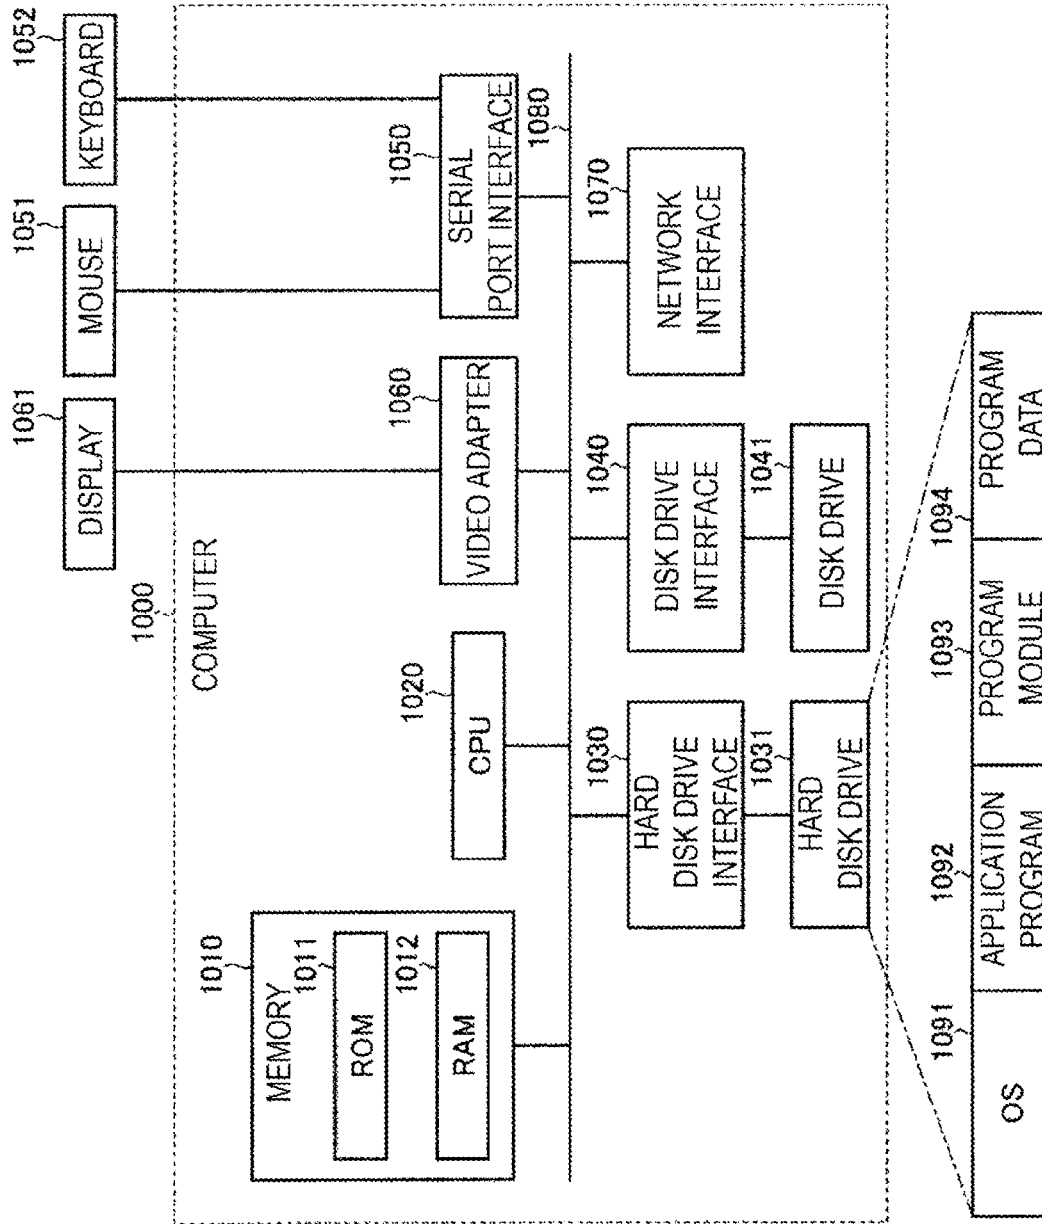 1000
COMPUTER
1010
MEMORY
1011
ROM
1012
RAM
1020
CPU
1061
DISPLAY
1051
MOUSE
1052
KEYBOARD
1060
VIDEO ADAPTER
1050
SERIAL
PORT INTERFACE
1080
1030
HARD
DISK DRIVE
INTERFACE
1040
DISK DRIVE
INTERFACE
1070
NETWORK
INTERFACE
1031
HARD
DISK DRIVE
1041
DISK DRIVE
1091
OS
1092
APPLICATION
PROGRAM
1093
PROGRAM
MODULE
1094
PROGRAM
DATA